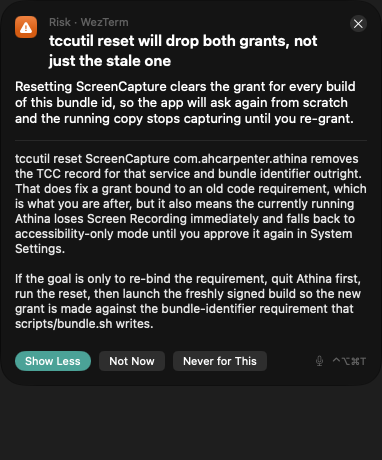 Risk · WezTerm
tccutil reset will drop both grants, not
just the stale one
Resetting ScreenCapture clears the grant for every build
of this bundle id, so the app will ask again from scratch
and the running copy stops capturing until you re-grant.
tccutil reset ScreenCapture com.ahcarpenter.athina removes
the TCC record for that service and bundle identifier outright.
That does fix a grant bound to an old code requirement, which
is what you are after, but it also means the currently running
Athina loses Screen Recording immediately and falls back to
accessibility-only mode until you approve it again in System
Settings.
If the goal is only to re-bind the requirement, quit Athina first,
run the reset, then launch the freshly signed build so the new
grant is made against the bundle-identifier requirement that
scripts/bundle.sh writes.
Show Less
Not Now
Never for This
^⌥⌘T